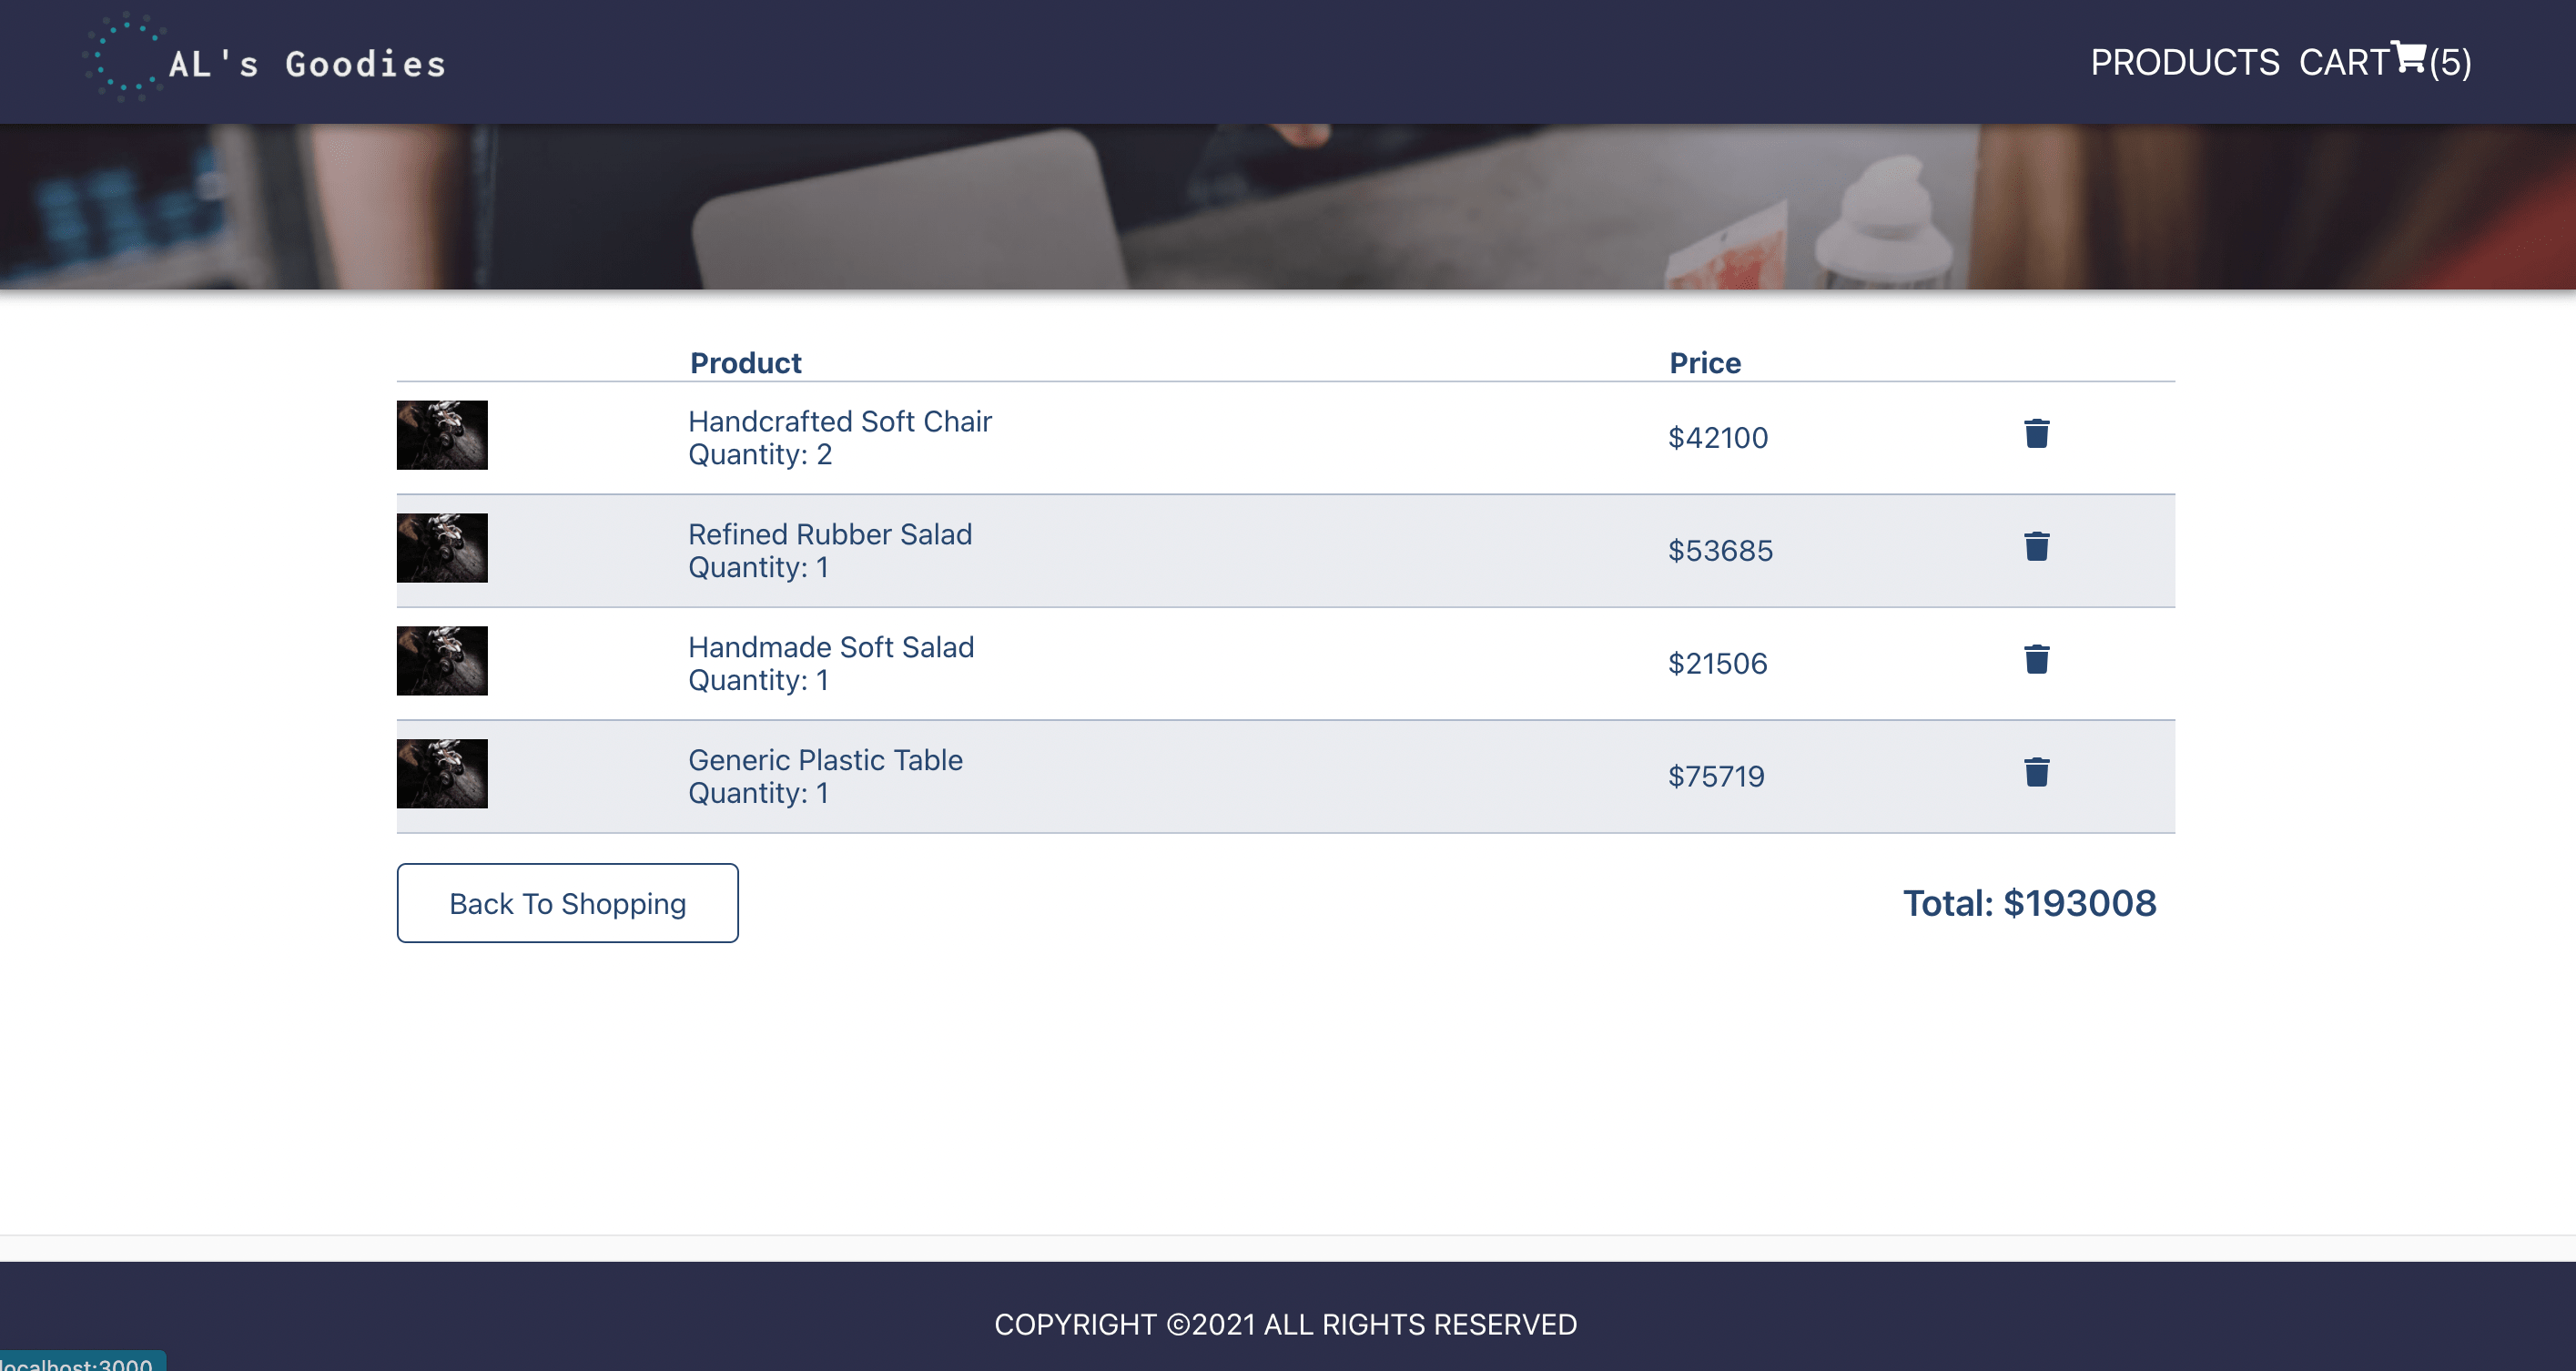 AL's Goodies
PRODUCTS CART (5)
Product Price
Handcrafted Soft Chair
Quantity: 2
$42100
Refined Rubber Salad
Quantity: 1
$53685
Handmade Soft Salad
Quantity: 1
$21506
Generic Plastic Table
Quantity: 1
$75719
Back To Shopping
Total: $193008
COPYRIGHT ©2021 ALL RIGHTS RESERVED
localhost:3000